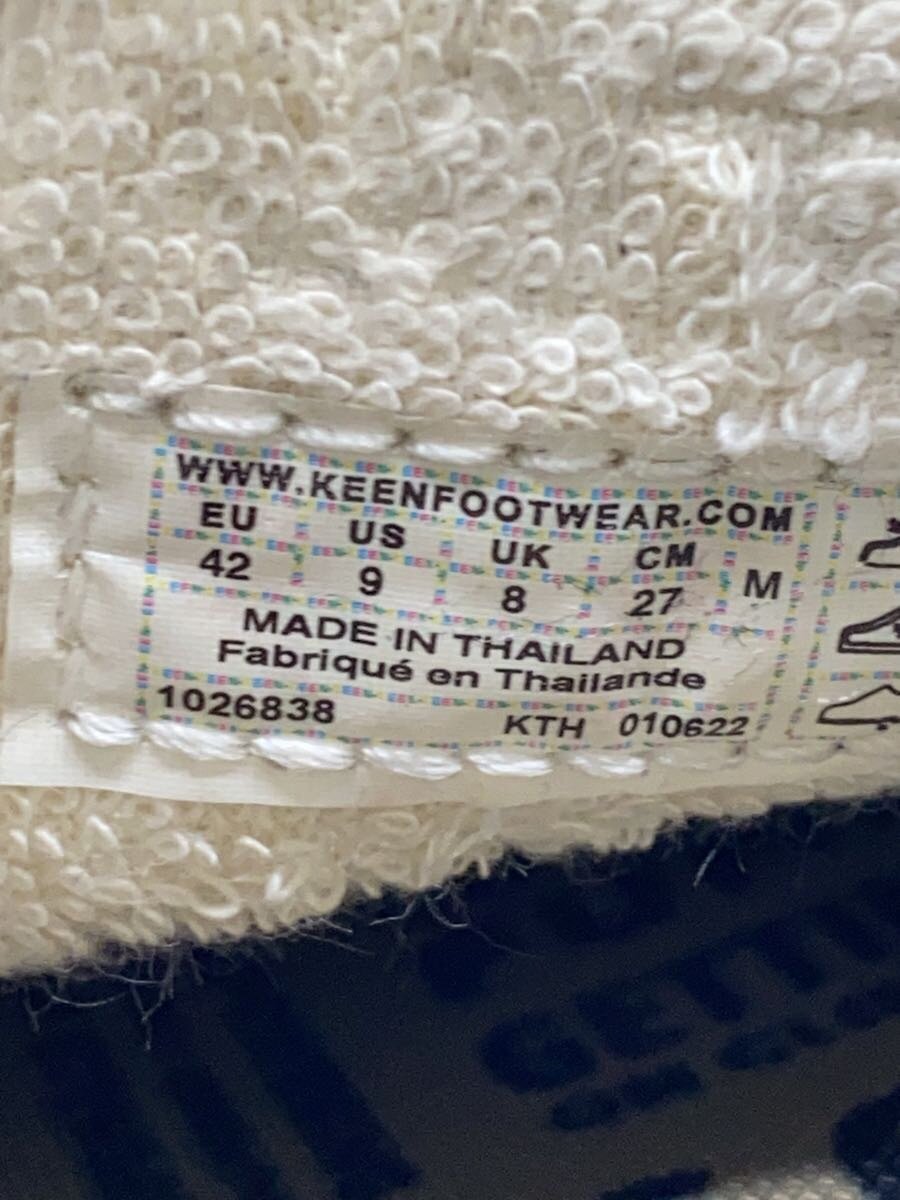 WWW.KEENFOOTWEAR.COM
EU US UK CM
42 9 8 27 M
MADE IN THAILAND
Fabriqué en Thailande
1026838 KTH 010622